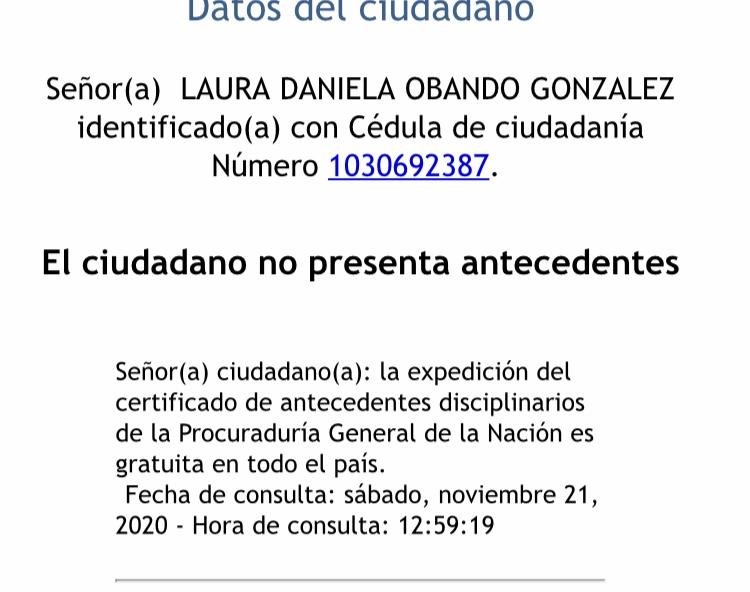 Datos del ciudadano
Señor(a) LAURA DANIELA OBANDO GONZALEZ
identificado(a) con Cédula de ciudadanía
Número 1030692387.
El ciudadano no presenta antecedentes
Señor(a) ciudadano(a): la expedición del
certificado de antecedentes disciplinarios
de la Procuraduría General de la Nación es
gratuita en todo el país.
Fecha de consulta: sábado, noviembre 21,
2020 - Hora de consulta: 12:59:19